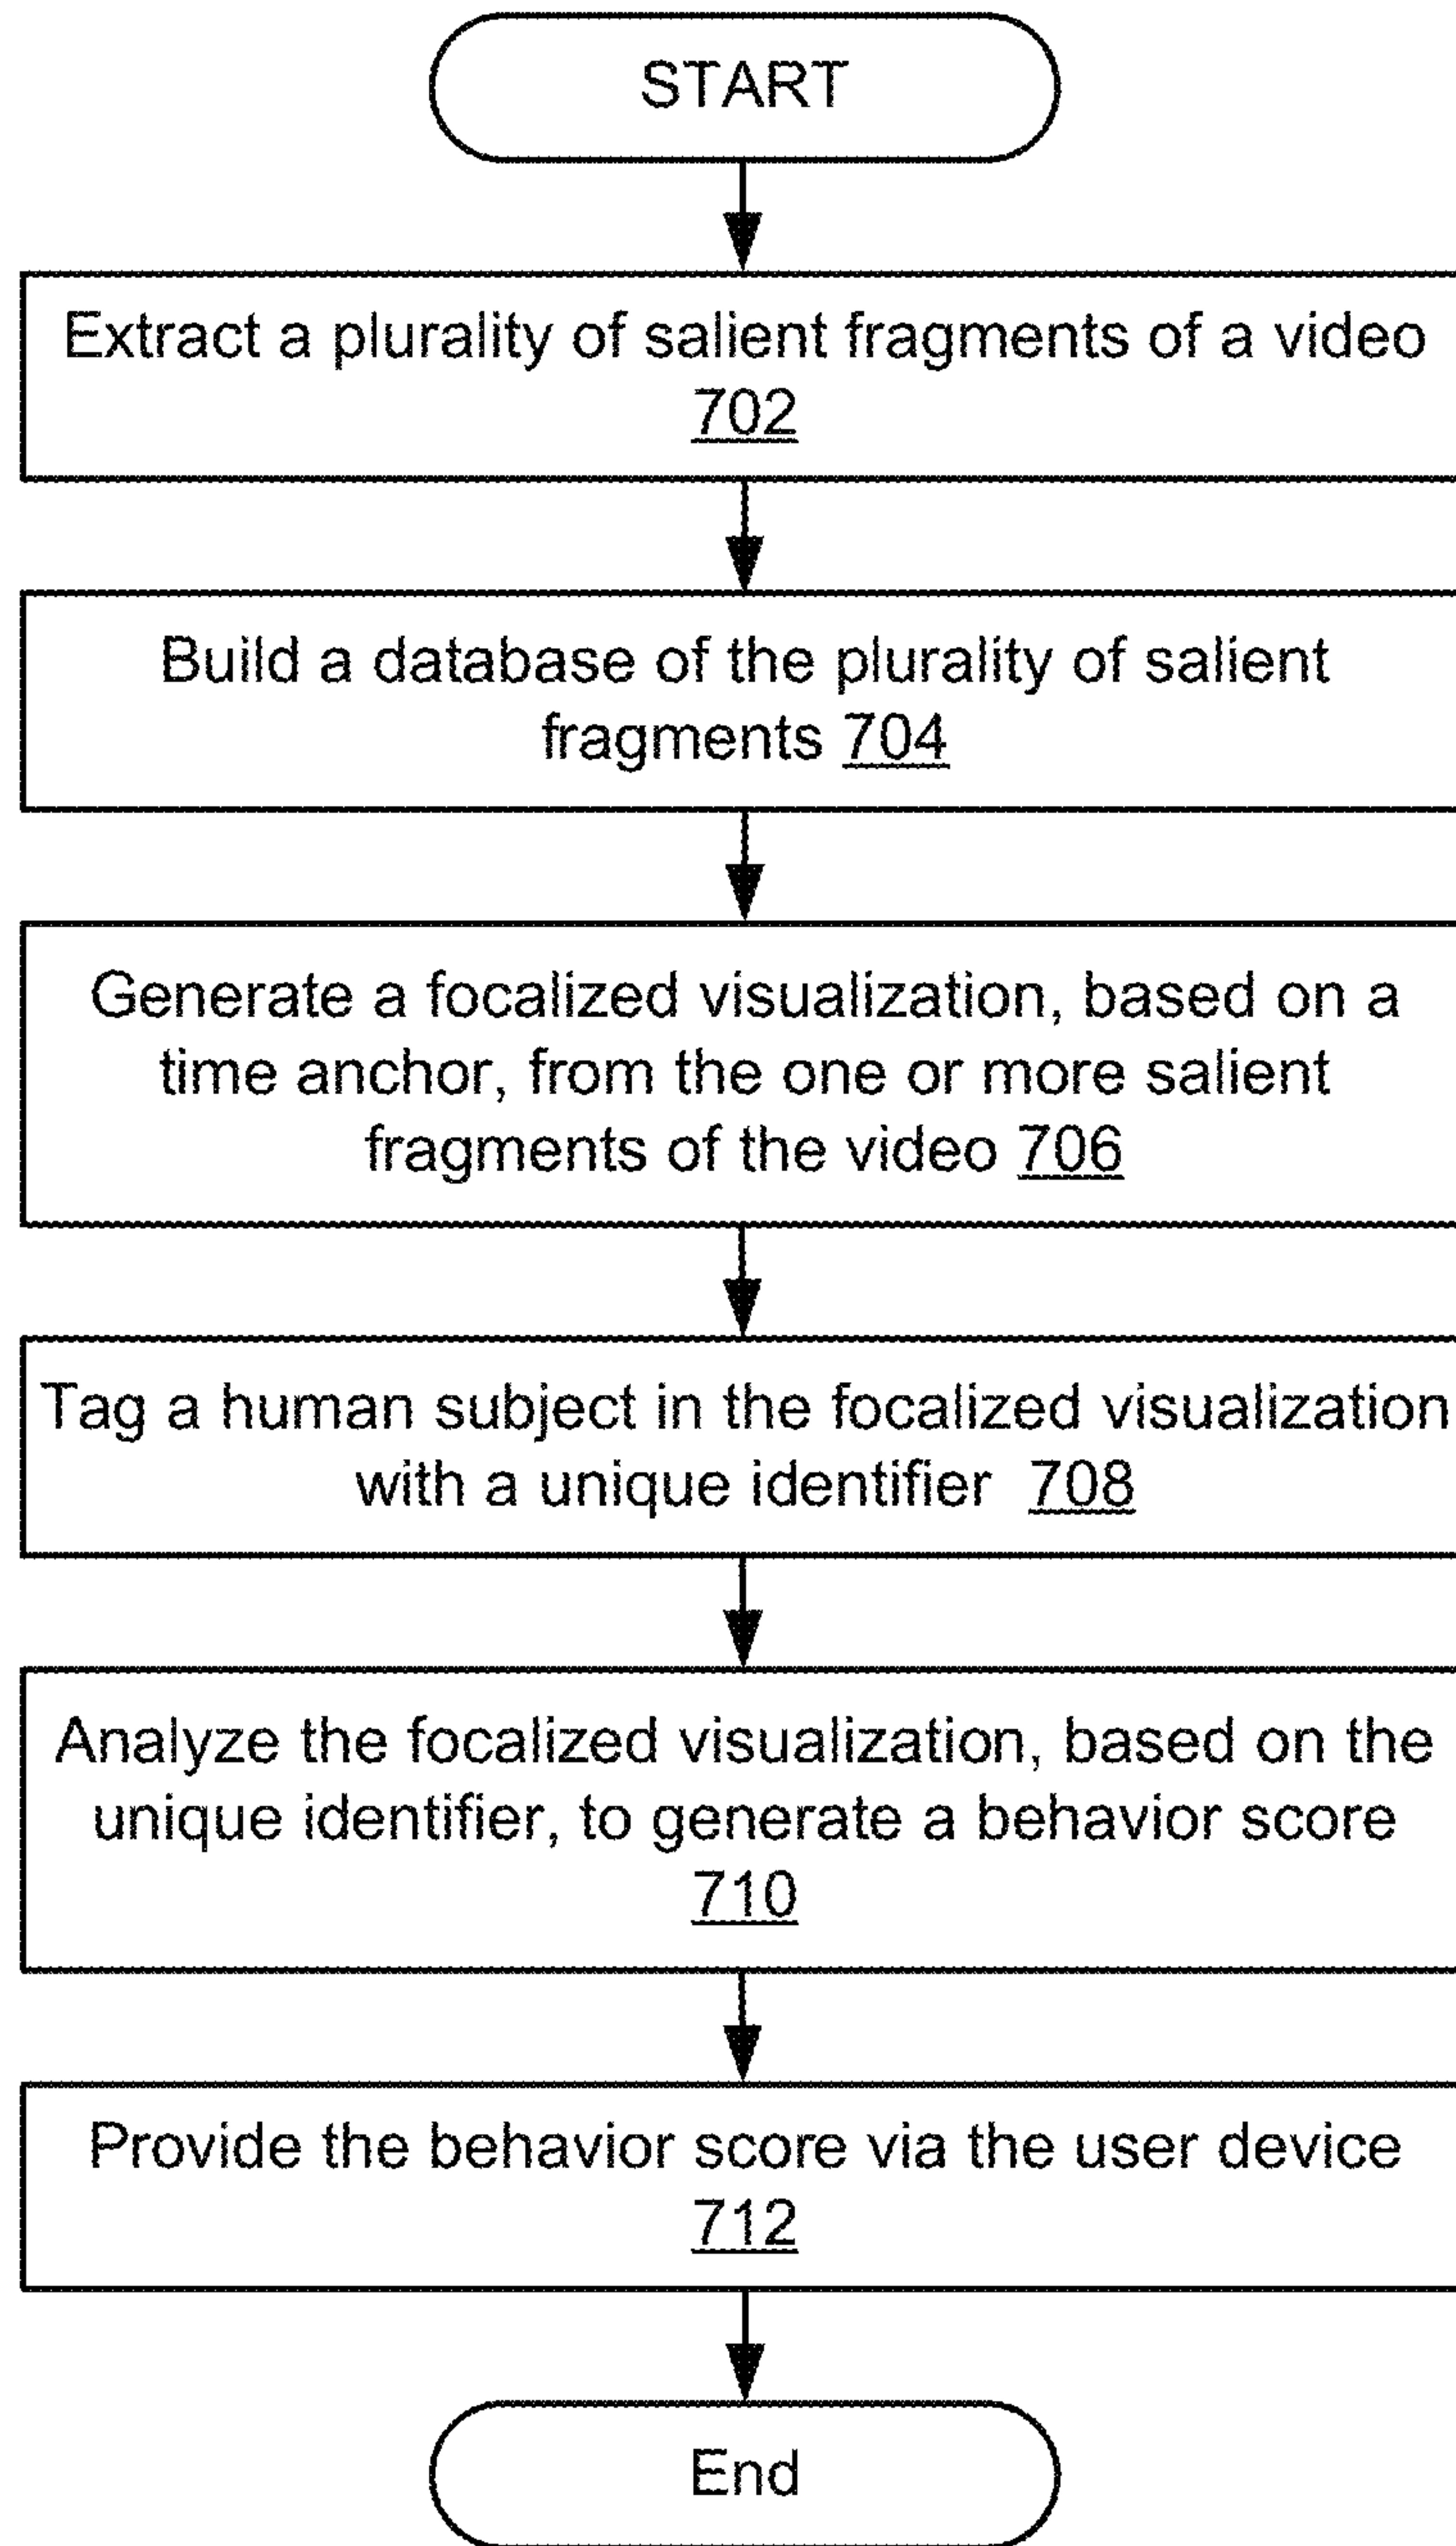 START
Extract a plurality of salient fragments of a video
702
Build a database of the plurality of salient
fragments 704
Generate a focalized visualization, based on a
time anchor, from the one or more salient
fragments of the video 706
Tag a human subject in the focalized visualization
with a unique identifier 708
Analyze the focalized visualization, based on the
unique identifier, to generate a behavior score
710
Provide the behavior score via the user device
712
End